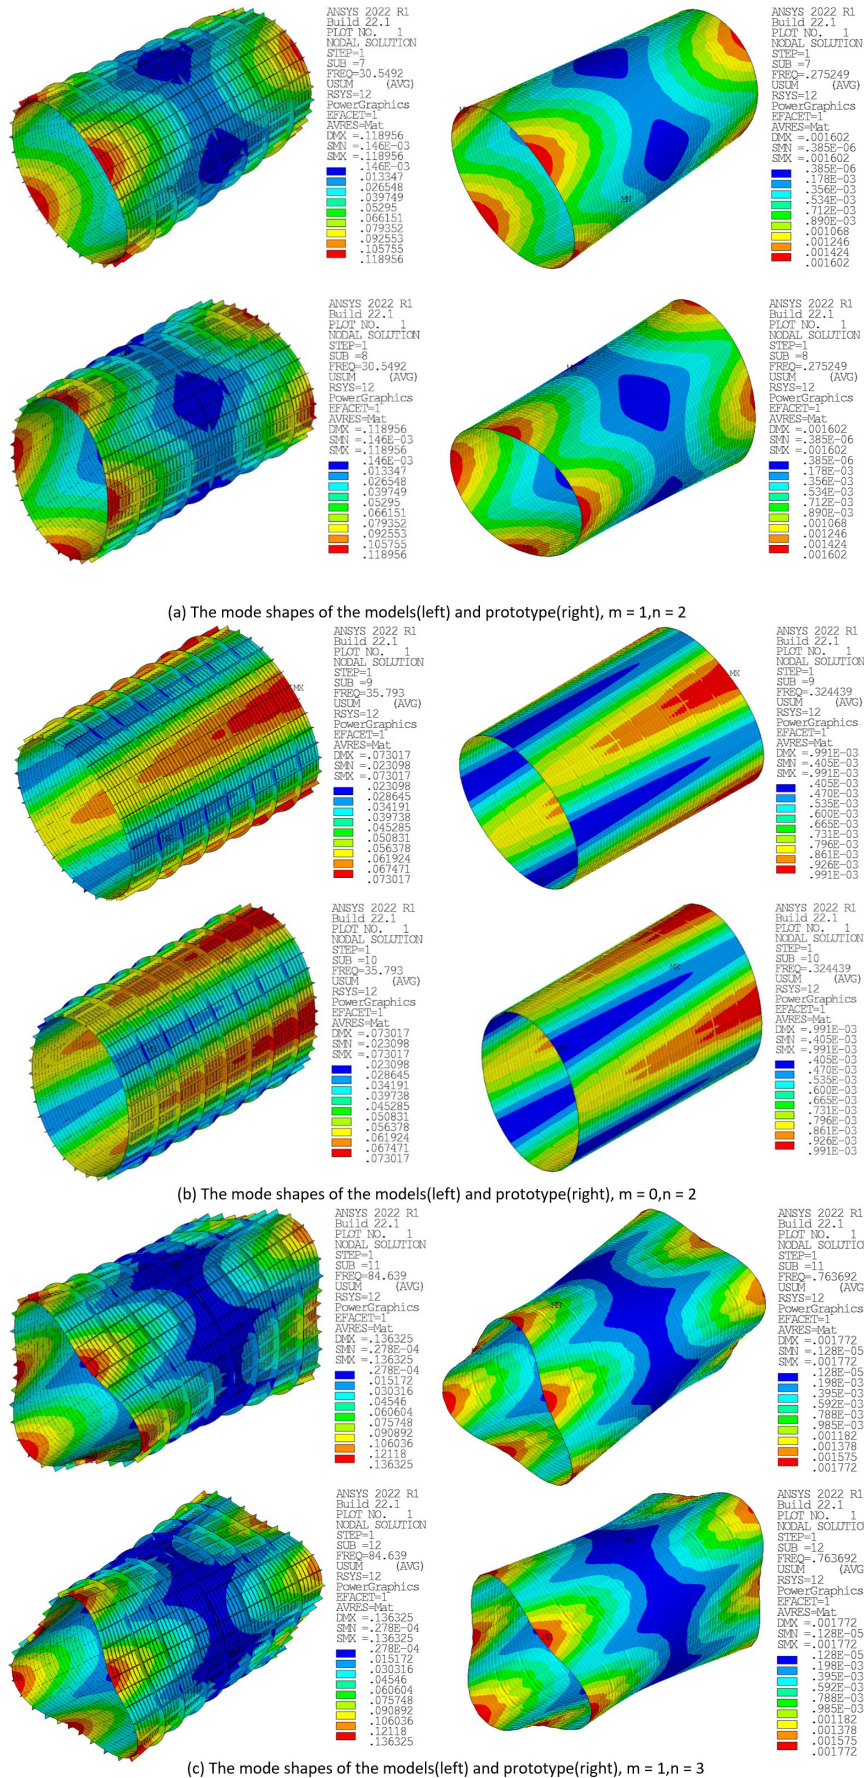 ANSYS 2022 R1
Build 22.1
PLOT NO. 1
NODAL SOLUTION
STEP=1
SUB =7
FREQ=30.5492
USUM (AVG)
RSYS=12
PowerGraphics
EFACET=1
AVRES=Mat
DMX =.118956
SMN =.146E-03
SMX =.118956
.146E-03
.013347
.026548
.039749
.05295
.066151
.079352
.092553
.105755
.118956
MN
ANSYS 2022 R1
Build 22.1
PLOT NO. 1
NODAL SOLUTION
STEP=1
SUB =7
FREQ=.275249
USUM (AVG)
RSYS=12
PowerGraphics
EFACET=1
AVRES=Mat
DMX =.001602
SMN =.385E-06
SMX =.001602
.385E-06
.178E-03
.356E-03
.534E-03
.712E-03
.890E-03
.001068
.001246
.001424
.001602
ANSYS 2022 R1
Build 22.1
PLOT NO. 1
NODAL SOLUTION
STEP=1
SUB =8
FREQ=30.5492
USUM (AVG)
RSYS=12
PowerGraphics
EFACET=1
AVRES=Mat
DMX =.118956
SMN =.146E-03
SMX =.118956
.146E-03
.013347
.026548
.039749
.05295
.066151
.079352
.092553
.105755
.118956
ANSYS 2022 R1
Build 22.1
PLOT NO. 1
NODAL SOLUTION
STEP=1
SUB =8
FREQ=.275249
USUM (AVG)
RSYS=12
PowerGraphics
EFACET=1
AVRES=Mat
DMX =.001602
SMN =.385E-06
SMX =.001602
.385E-06
.178E-03
.356E-03
.534E-03
.712E-03
.890E-03
.001068
.001246
.001424
.001602
(a) The mode shapes of the models(left) and prototype(right), m = 1,n = 2
MX
ANSYS 2022 R1
Build 22.1
PLOT NO. 1
NODAL SOLUTION
STEP=1
SUB =9
FREQ=35.793
USUM (AVG)
RSYS=12
PowerGraphics
EFACET=1
AVRES=Mat
DMX =.073017
SMN =.023098
SMX =.073017
.023098
.028645
.034191
.039738
.045285
.050831
.056378
.061924
.067471
.073017
MX
ANSYS 2022 R1
Build 22.1
PLOT NO. 1
NODAL SOLUTION
STEP=1
SUB =9
FREQ=.324439
USUM (AVG)
RSYS=12
PowerGraphics
EFACET=1
AVRES=Mat
DMX =.991E-03
SMN =.405E-03
SMX =.991E-03
.405E-03
.470E-03
.535E-03
.600E-03
.665E-03
.731E-03
.796E-03
.861E-03
.926E-03
.991E-03
ANSYS 2022 R1
Build 22.1
PLOT NO. 1
NODAL SOLUTION
STEP=1
SUB =10
FREQ=35.793
USUM (AVG)
RSYS=12
PowerGraphics
EFACET=1
AVRES=Mat
DMX =.073017
SMN =.023098
SMX =.073017
.023098
.028645
.034191
.039738
.045285
.050831
.056378
.061924
.067471
.073017
MX
ANSYS 2022 R1
Build 22.1
PLOT NO. 1
NODAL SOLUTION
STEP=1
SUB =10
FREQ=.324439
USUM (AVG)
RSYS=12
PowerGraphics
EFACET=1
AVRES=Mat
DMX =.991E-03
SMN =.405E-03
SMX =.991E-03
.405E-03
.470E-03
.535E-03
.600E-03
.665E-03
.731E-03
.796E-03
.861E-03
.926E-03
.991E-03
(b) The mode shapes of the models(left) and prototype(right), m = 0,n = 2
ANSYS 2022 R1
Build 22.1
PLOT NO. 1
NODAL SOLUTION
STEP=1
SUB =11
FREQ=84.639
USUM (AVG)
RSYS=12
PowerGraphics
EFACET=1
AVRES=Mat
DMX =.136325
SMN =.278E-04
SMX =.136325
.278E-04
.015172
.030316
.04546
.060604
.075748
.090892
.106036
.12118
.136325
MN
ANSYS 2022 R1
Build 22.1
PLOT NO. 1
NODAL SOLUTIO
STEP=1
SUB =11
FREQ=.763692
USUM (AVG
RSYS=12
PowerGraphics
EFACET=1
AVRES=Mat
DMX =.001772
SMN =.128E-05
SMX =.001772
.128E-05
.198E-03
.395E-03
.592E-03
.788E-03
.985E-03
.001182
.001378
.001575
.001772
ANSYS 2022 R1
Build 22.1
PLOT NO. 1
NODAL SOLUTION
STEP=1
SUB =12
FREQ=84.639
USUM (AVG)
RSYS=12
PowerGraphics
EFACET=1
AVRES=Mat
DMX =.136325
SMN =.278E-04
SMX =.136325
.278E-04
.015172
.030316
.04546
.060604
.075748
.090892
.106036
.12118
.136325
ANSYS 2022 R1
Build 22.1
PLOT NO. 1
NODAL SOLUTIO
STEP=1
SUB =12
FREQ=.763692
USUM (AVG
RSYS=12
PowerGraphics
EFACET=1
AVRES=Mat
DMX =.001772
SMN =.128E-05
SMX =.001772
.128E-05
.198E-03
.395E-03
.592E-03
.788E-03
.985E-03
.001182
.001378
.001575
.001772
(c) The mode shapes of the models(left) and prototype(right), m = 1,n = 3